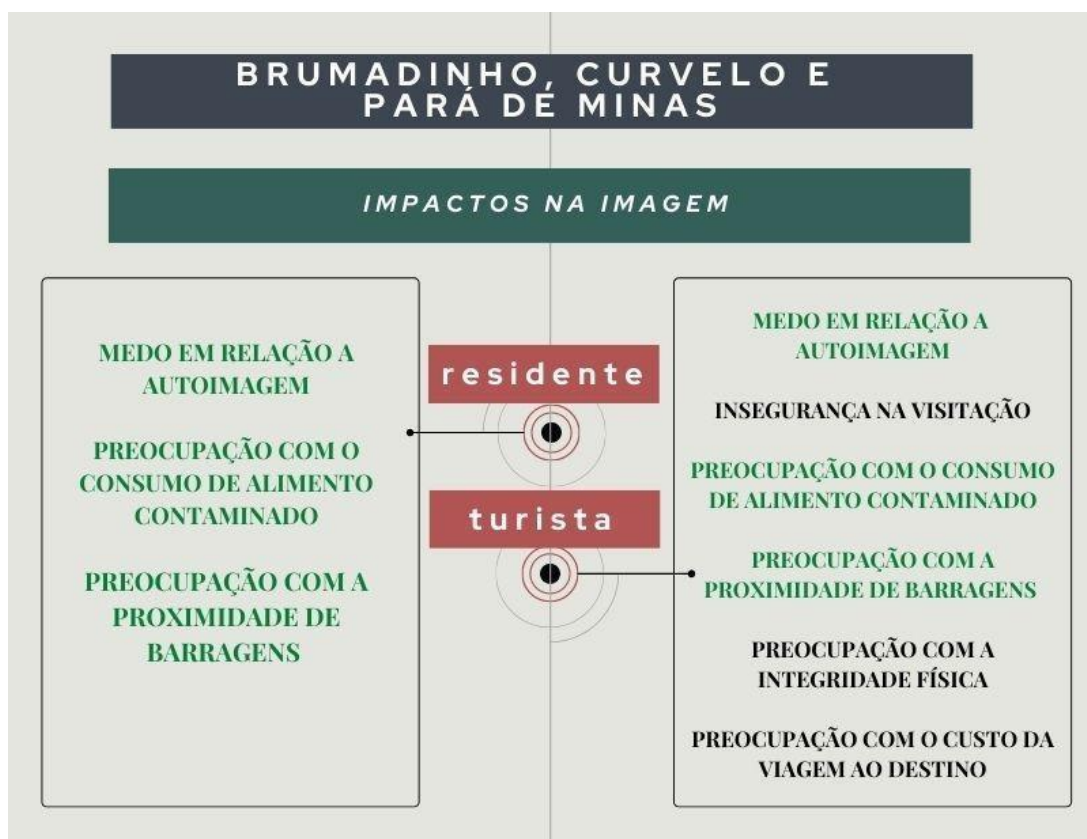 BRUMADINHO, CURVELO E
PARÁ DE MINAS
IMPACTOS NA IMAGEM
MEDO EM RELAÇÃO A
AUTOIMAGEM
PREOCUPAÇÃO COM O
CONSUMO DE ALIMENTO
CONTAMINADO
PREOCUPAÇÃO COM A
PROXIMIDADE DE
BARRAGENS
residente
turista
MEDO EM RELAÇÃO A
AUTOIMAGEM
INSEGURANÇA NA VISITAÇÃO
PREOCUPAÇÃO COM O CONSUMO
DE ALIMENTO CONTAMINADO
PREOCUPAÇÃO COM A
PROXIMIDADE DE BARRAGENS
PREOCUPAÇÃO COM A
INTEGRIDADE FÍSICA
PREOCUPAÇÃO COM O CUSTO DA
VIAGEM AO DESTINO